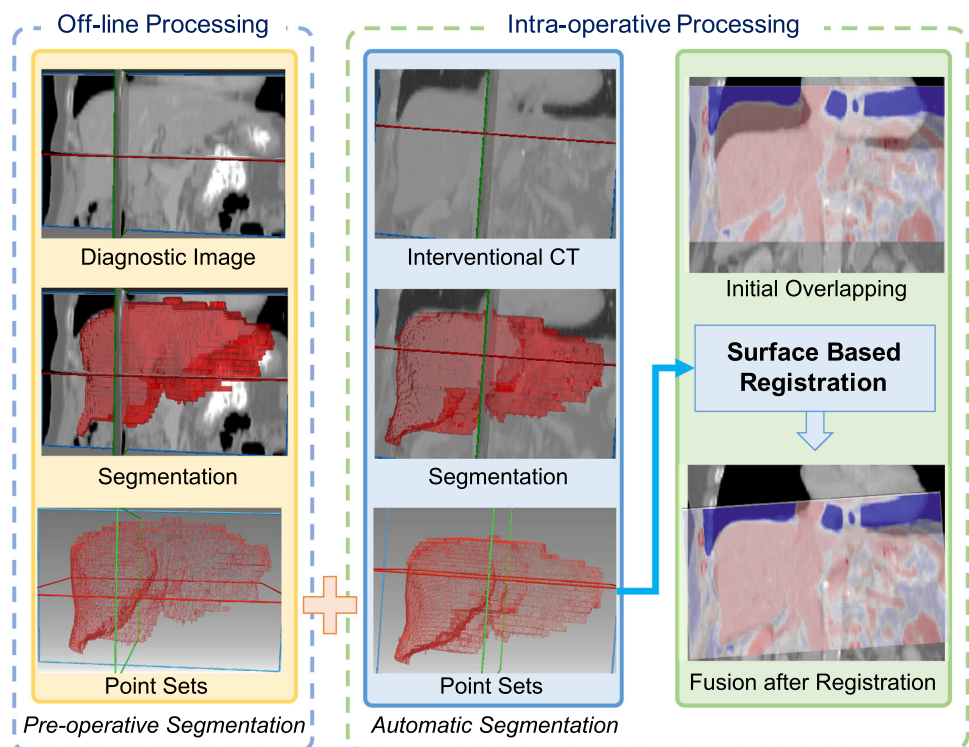 Off-line Processing
Diagnostic Image
Segmentation
Point Sets
Pre-operative Segmentation
Intra-operative Processing
Interventional CT
Segmentation
Point Sets
Automatic Segmentation
Initial Overlapping
Surface Based
Registration
Fusion after Registration